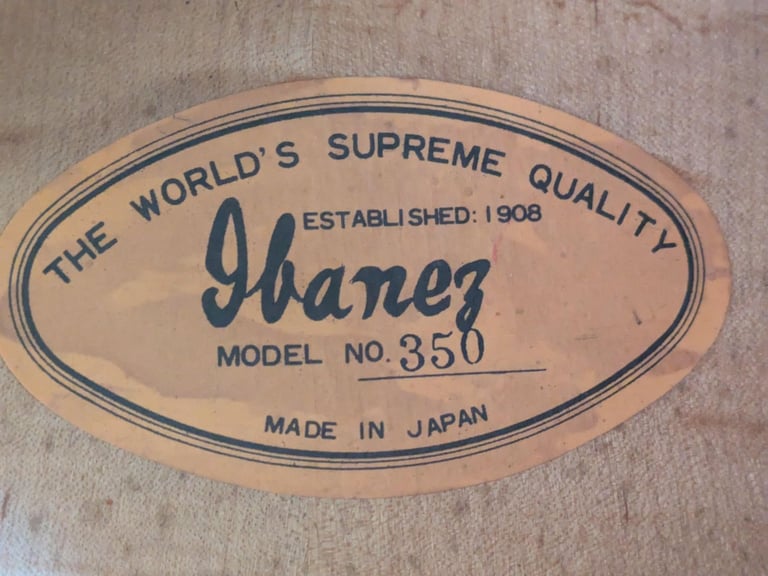 THE WORLD'S SUPREME QUALITY
ESTABLISHED: 1908
Ibanez
MODEL NO. 350
MADE IN JAPAN